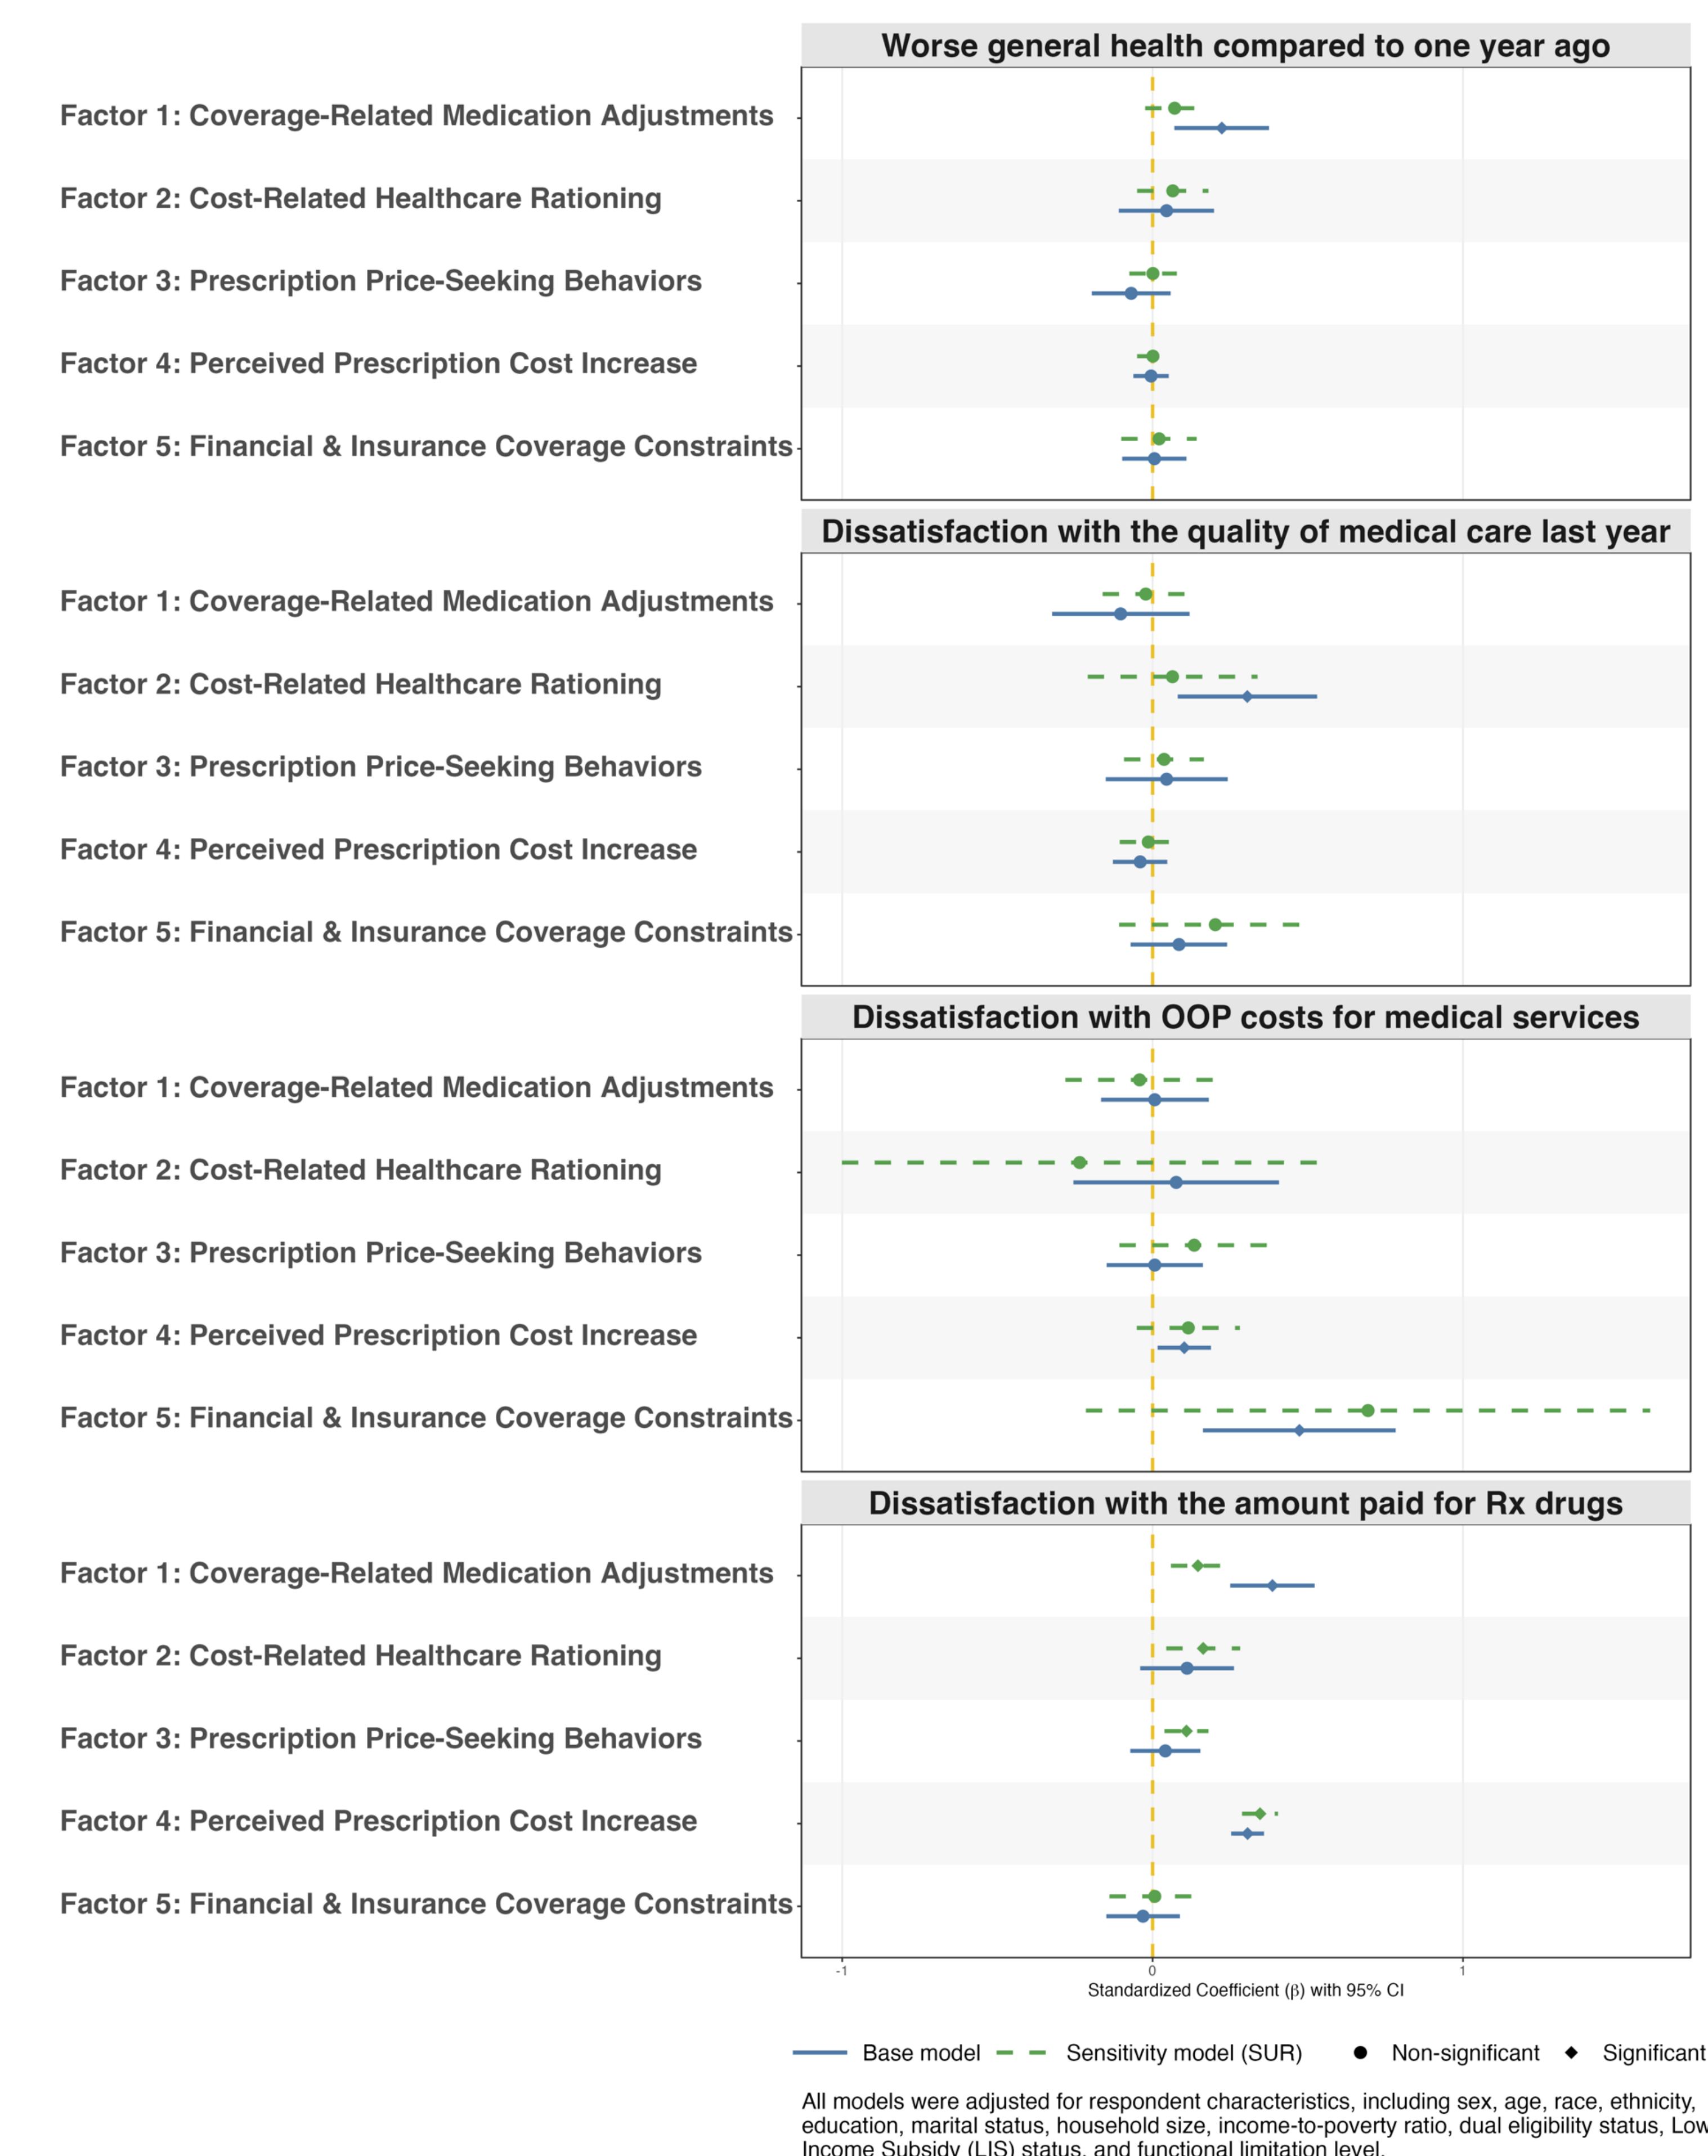 Worse general health compared to one year ago
Factor 1: Coverage-Related Medication Adjustments
Factor 2: Cost-Related Healthcare Rationing
Factor 3: Prescription Price-Seeking Behaviors
Factor 4: Perceived Prescription Cost Increase
Factor 5: Financial & Insurance Coverage Constraints
Dissatisfaction with the quality of medical care last year
Factor 1: Coverage-Related Medication Adjustments
Factor 2: Cost-Related Healthcare Rationing
Factor 3: Prescription Price-Seeking Behaviors
Factor 4: Perceived Prescription Cost Increase
Factor 5: Financial & Insurance Coverage Constraints
Dissatisfaction with OOP costs for medical services
Factor 1: Coverage-Related Medication Adjustments
Factor 2: Cost-Related Healthcare Rationing
Factor 3: Prescription Price-Seeking Behaviors
Factor 4: Perceived Prescription Cost Increase
Factor 5: Financial & Insurance Coverage Constraints
Dissatisfaction with the amount paid for Rx drugs
Factor 1: Coverage-Related Medication Adjustments
Factor 2: Cost-Related Healthcare Rationing
Factor 3: Prescription Price-Seeking Behaviors
Factor 4: Perceived Prescription Cost Increase
Factor 5: Financial & Insurance Coverage Constraints
-1 0 1
Standardized Coefficient (β) with 95% CI
Base model Sensitivity model (SUR) Non-significant Significant
All models were adjusted for respondent characteristics, including sex, age, race, ethnicity,
education, marital status, household size, income-to-poverty ratio, dual eligibility status, Low
Income Subsidy (LIS) status, and functional limitation level.